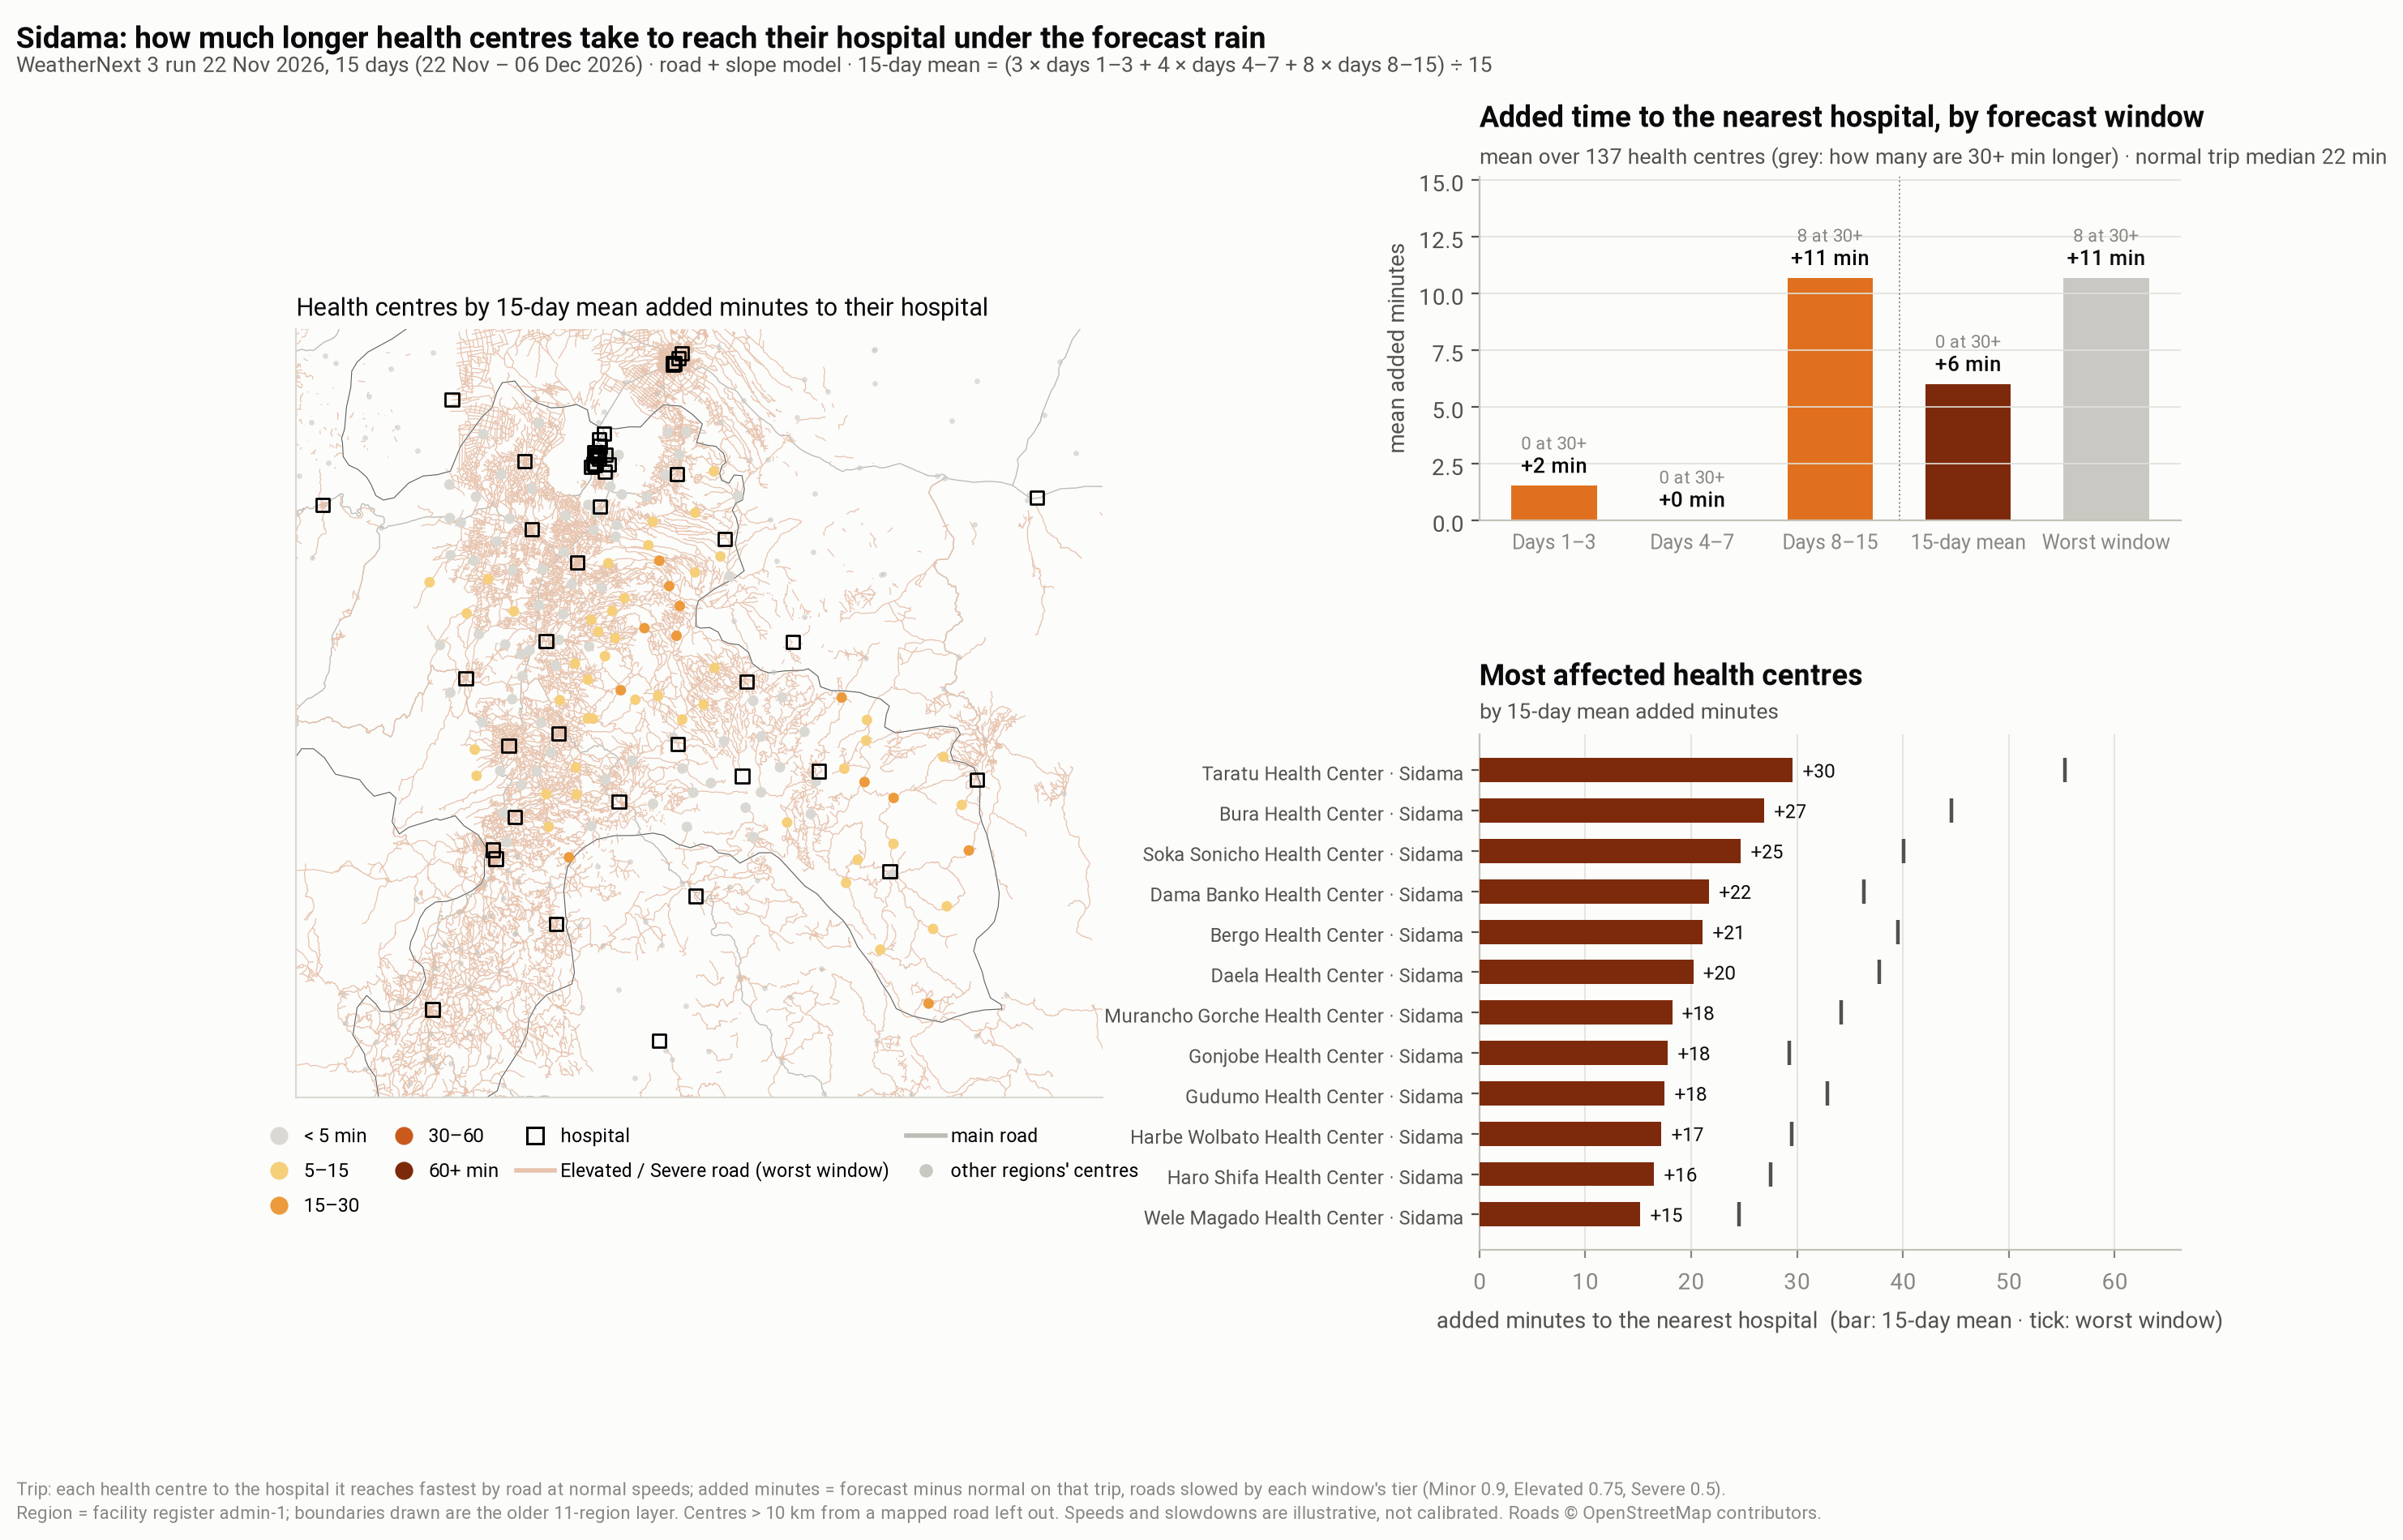 Sidama: how much longer health centres take to reach their hospital under the forecast rain
WeatherNext 3 run 22 Nov 2026, 15 days (22 Nov – 06 Dec 2026) · road + slope model · 15-day mean = (3 × days 1–3 + 4 × days 4–7 + 8 × days 8–15) ÷ 15
Health centres by 15-day mean added minutes to their hospital
< 5 min
5–15
15–30
30–60
60+ min
hospital
Elevated / Severe road (worst window)
main road
other regions' centres
Added time to the nearest hospital, by forecast window
mean over 137 health centres (grey: how many are 30+ min longer) · normal trip median 22 min
mean added minutes
15.0
12.5
10.0
7.5
5.0
2.5
0.0
0 at 30+
+2 min
0 at 30+
+0 min
8 at 30+
+11 min
0 at 30+
+6 min
8 at 30+
+11 min
Days 1–3
Days 4–7
Days 8–15
15-day mean
Worst window
Most affected health centres
by 15-day mean added minutes
Taratu Health Center · Sidama +30
Bura Health Center · Sidama +27
Soka Sonicho Health Center · Sidama +25
Dama Banko Health Center · Sidama +22
Bergo Health Center · Sidama +21
Daela Health Center · Sidama +20
Murancho Gorche Health Center · Sidama +18
Gonjobe Health Center · Sidama +18
Gudumo Health Center · Sidama +18
Harbe Wolbato Health Center · Sidama +17
Haro Shifa Health Center · Sidama +16
Wele Magado Health Center · Sidama +15
0 10 20 30 40 50 60
added minutes to the nearest hospital (bar: 15-day mean · tick: worst window)
Trip: each health centre to the hospital it reaches fastest by road at normal speeds; added minutes = forecast minus normal on that trip, roads slowed by each window's tier (Minor 0.9, Elevated 0.75, Severe 0.5).
Region = facility register admin-1; boundaries drawn are the older 11-region layer. Centres > 10 km from a mapped road left out. Speeds and slowdowns are illustrative, not calibrated. Roads © OpenStreetMap contributors.